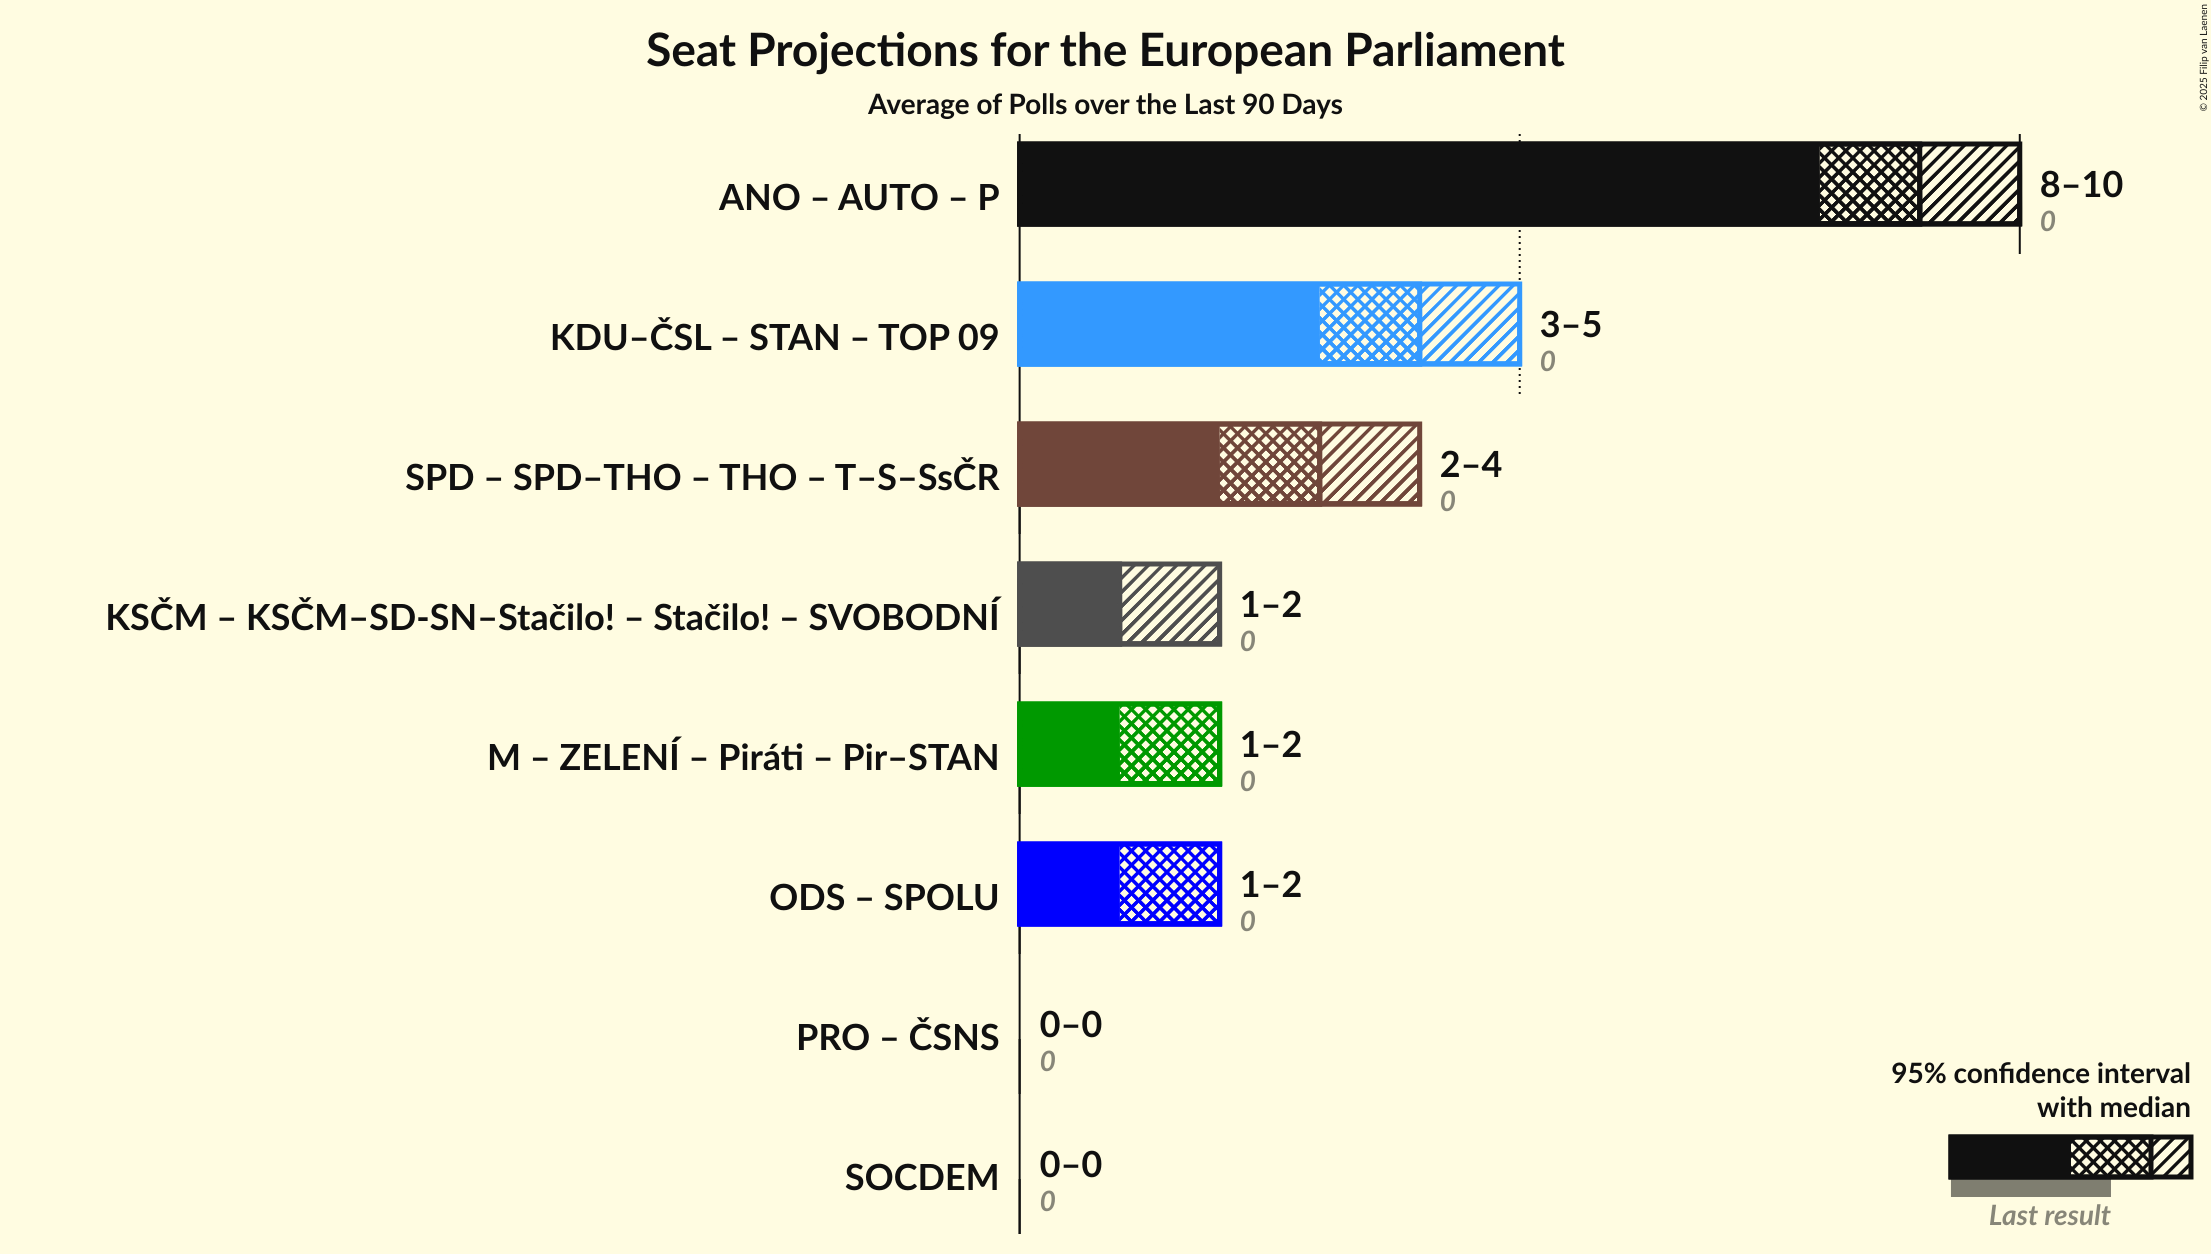 Seat Projections for the European Parliament
Average of Polls over the Last 90 Days
© 2025 Filip van Laenen
ANO – AUTO – P
8–10
0
KDU–ČSL – STAN – TOP 09
3–5
0
SPD – SPD–THO – THO – T–S–SsČR
2–4
0
KSČM – KSČM–SD-SN–Stačilo! – Stačilo! – SVOBODNÍ
1–2
0
M – ZELENÍ – Piráti – Pir–STAN
1–2
0
ODS – SPOLU
1–2
0
PRO – ČSNS
0–0
0
SOCDEM
0–0
0
95% confidence interval
with median
Last result